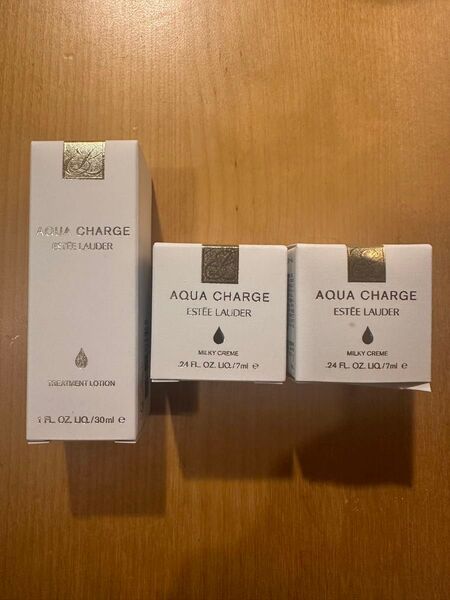 AQUA CHARGE
ESTĒE LAUDER
TREATMENT LOTION
1 FL. OZ. LIQ./30ml e
AQUA CHARGE
ESTĒE LAUDER
MILKY CREME
.24 FL. OZ. LIQ./7ml e
AQUA CHARGE
ESTĒE LAUDER
MILKY CREME
.24 FL. OZ. LIQ./7ml e